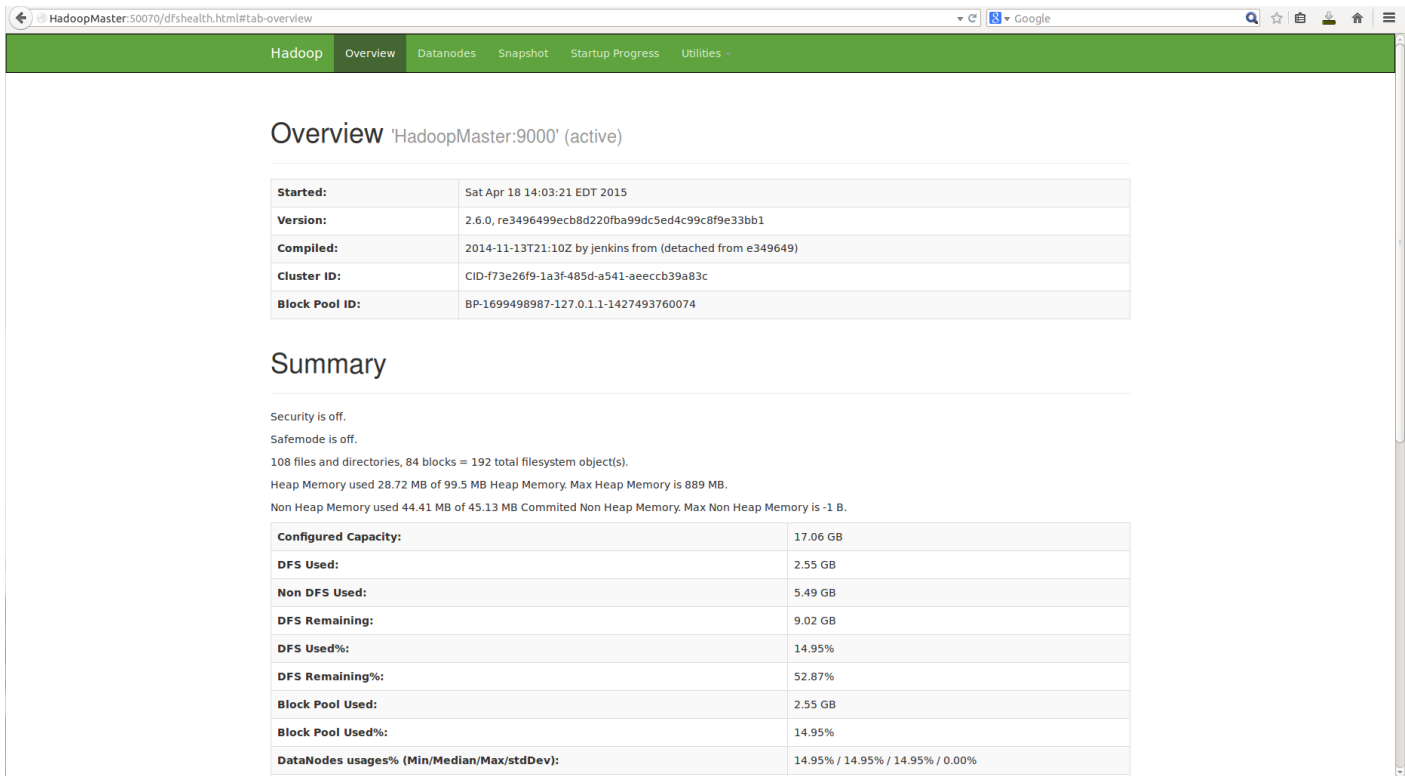 HadoopMaster:50070/dfshealth.html#tab-overview Google
Hadoop Overview Datanodes Snapshot Startup Progress Utilities
Overview 'HadoopMaster:9000' (active)
Started: Sat Apr 18 14:03:21 EDT 2015
Version: 2.6.0, re3496499ecb8d220fba99dc5ed4c99c8f9e33bb1
Compiled: 2014-11-13T21:10Z by jenkins from (detached from e349649)
Cluster ID: CID-f73e26f9-1a3f-485d-a541-aeeccb39a83c
Block Pool ID: BP-1699498987-127.0.1.1-1427493760074
Summary
Security is off.
Safemode is off.
108 files and directories, 84 blocks = 192 total filesystem object(s).
Heap Memory used 28.72 MB of 99.5 MB Heap Memory. Max Heap Memory is 889 MB.
Non Heap Memory used 44.41 MB of 45.13 MB Commited Non Heap Memory. Max Non Heap Memory is -1 B.
Configured Capacity: 17.06 GB
DFS Used: 2.55 GB
Non DFS Used: 5.49 GB
DFS Remaining: 9.02 GB
DFS Used%: 14.95%
DFS Remaining%: 52.87%
Block Pool Used: 2.55 GB
Block Pool Used%: 14.95%
DataNodes usages% (Min/Median/Max/stdDev): 14.95% / 14.95% / 14.95% / 0.00%